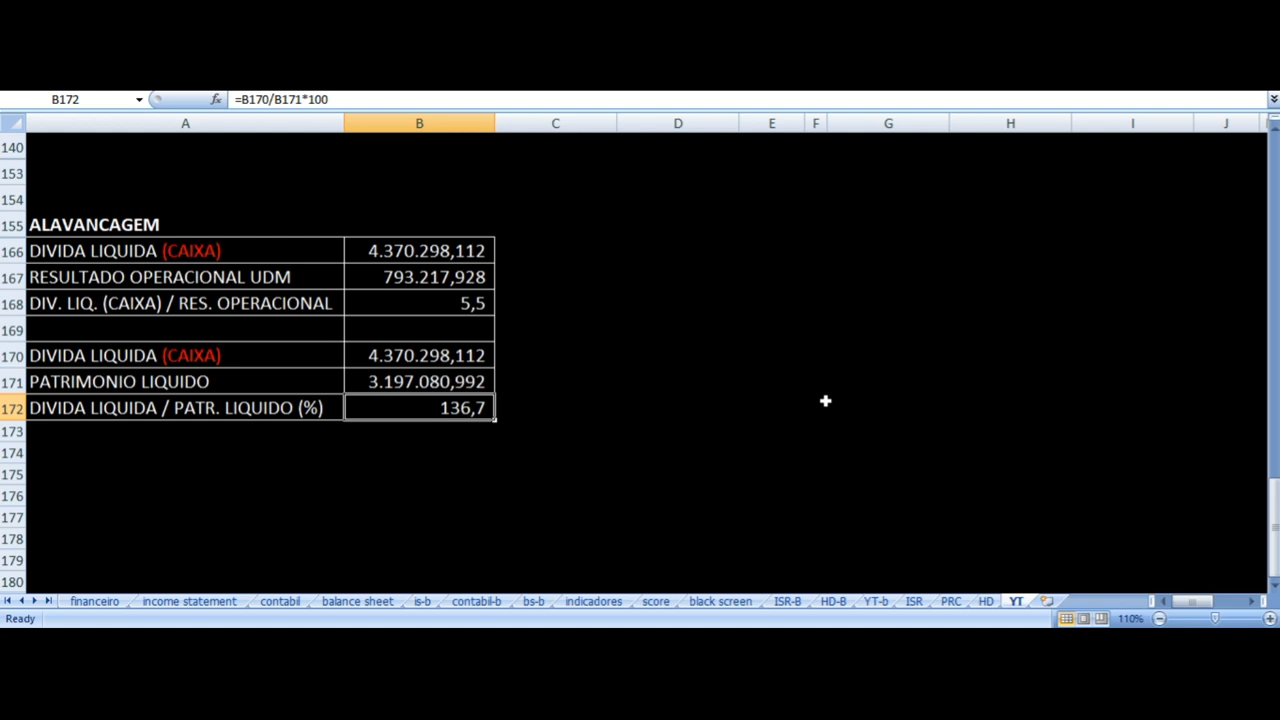 B172 fx =B170/B171*100
A B C D E F G H I J
140
153
154
155 ALAVANCAGEM
166 DIVIDA LIQUIDA (CAIXA) 4.370.298,112
167 RESULTADO OPERACIONAL UDM 793.217,928
168 DIV. LIQ. (CAIXA) / RES. OPERACIONAL 5,5
169
170 DIVIDA LIQUIDA (CAIXA) 4.370.298,112
171 PATRIMONIO LIQUIDO 3.197.080,992
172 DIVIDA LIQUIDA / PATR. LIQUIDO (%) 136,7
173
174
175
176
177
178
179
180
financeiro income statement contabil balance sheet is-b contabil-b bs-b indicadores score black screen ISR-B HD-B YT-b ISR PRC HD YT
Ready 110%